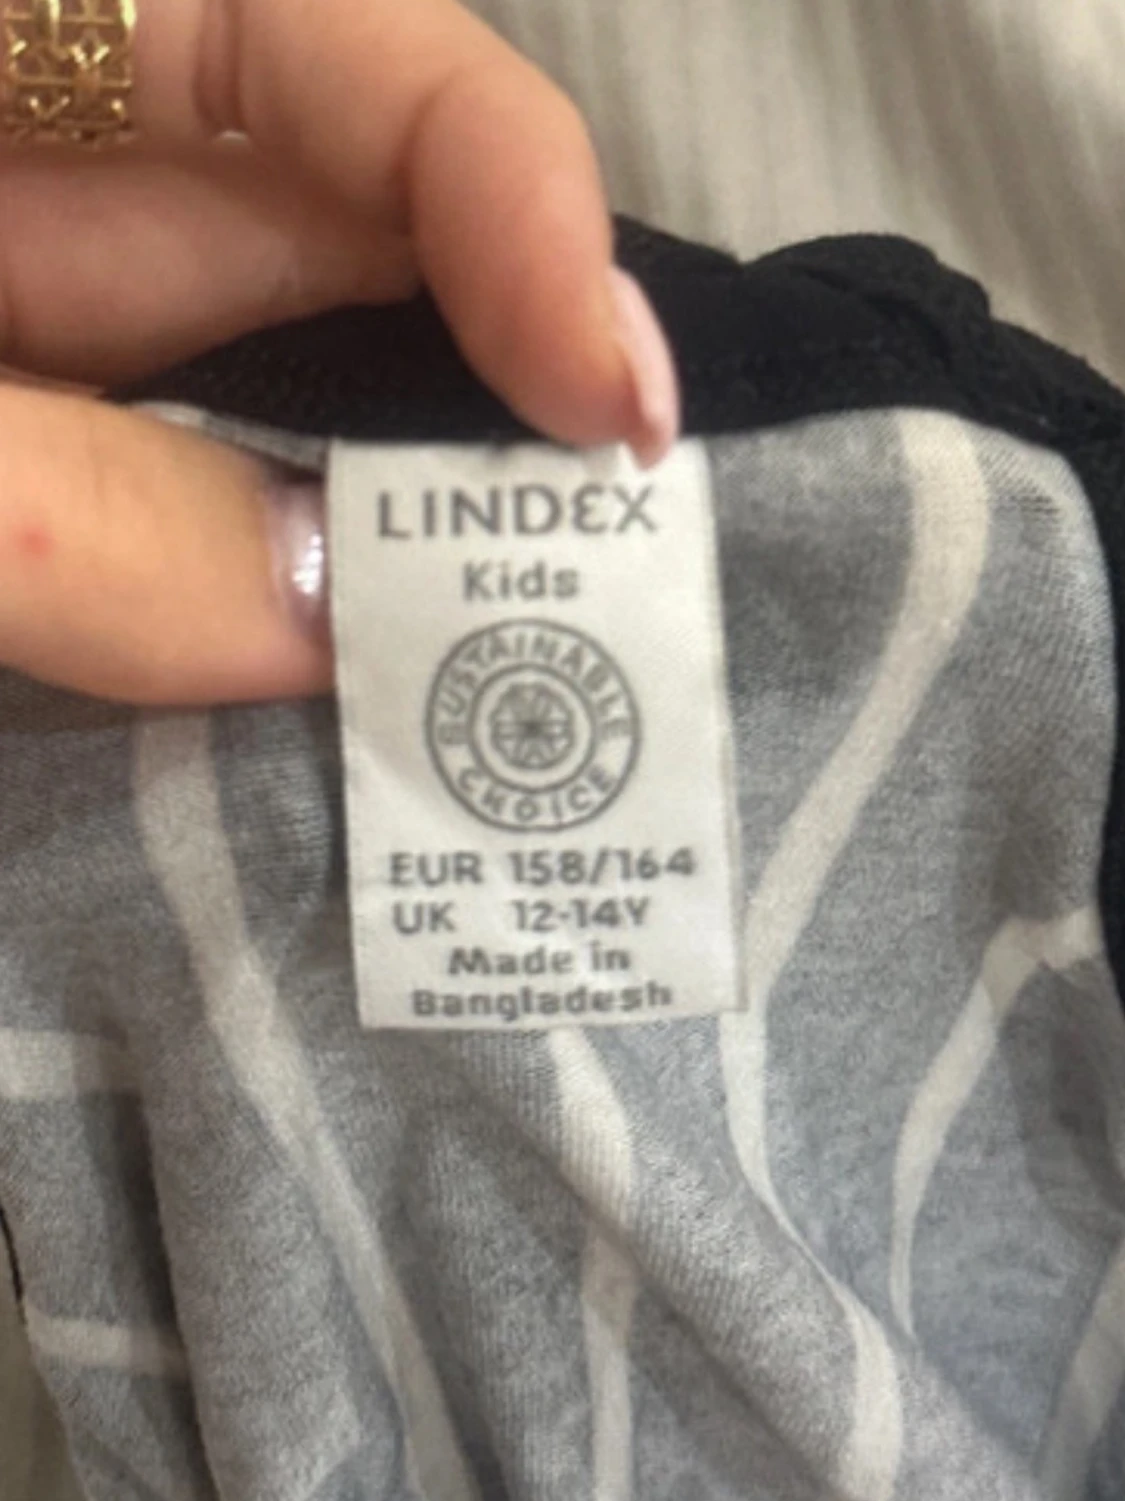 LINDEX
Kids
SUSTAINABLE
CHOICE
EUR 158/164
UK 12-14Y
Made in
Bangladesh